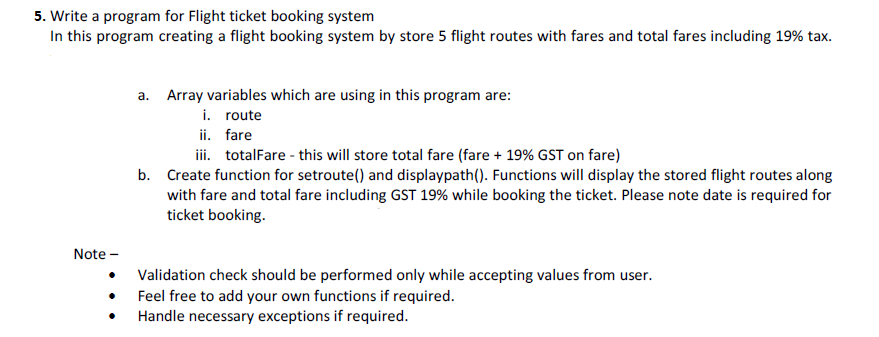 5. Write a program for Flight ticket booking system
In this program creating a flight booking system by store 5 flight routes with fares and total fares including 19% tax.
a. Array variables which are using in this program are:
i. route
ii. fare
iii. totalFare - this will store total fare (fare + 19% GST on fare)
b. Create function for setroute() and displaypath(). Functions will display the stored flight routes along
with fare and total fare including GST 19% while booking the ticket. Please note date is required for
ticket booking.
Note –
• Validation check should be performed only while accepting values from user.
• Feel free to add your own functions if required.
• Handle necessary exceptions if required.